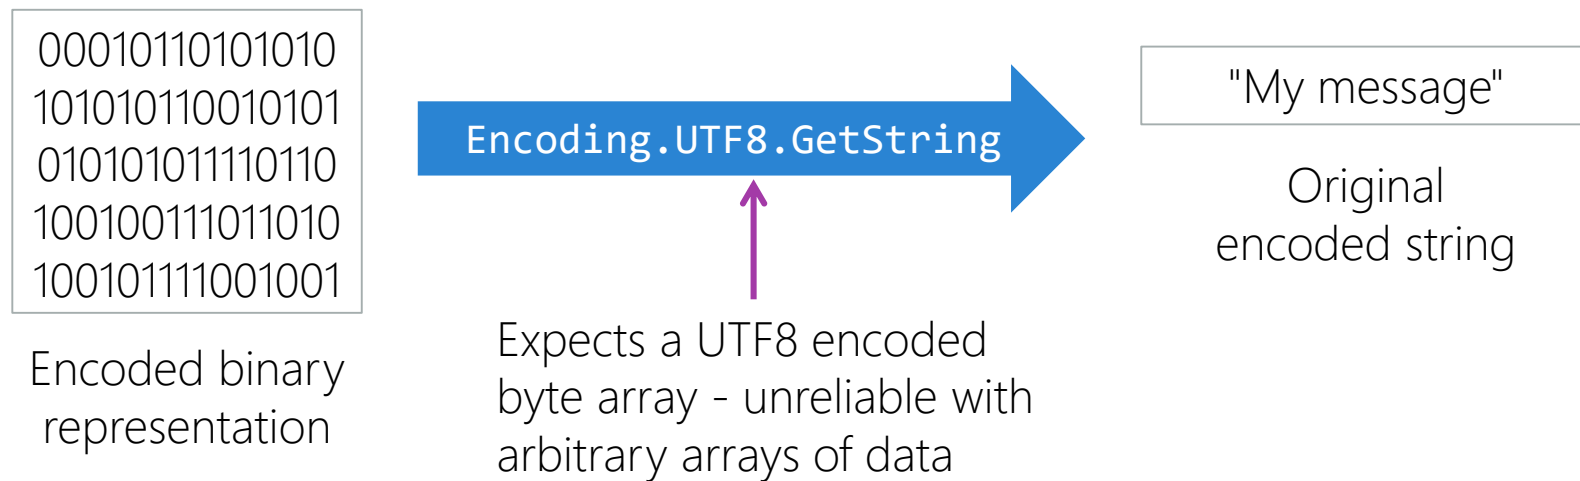 00010110101010
101010110010101
010101011110110
100100111011010
100101111001001
Encoded binary
representation
Encoding.UTF8.GetString
Expects a UTF8 encoded
byte array - unreliable with
arbitrary arrays of data
"My message"
Original
encoded string